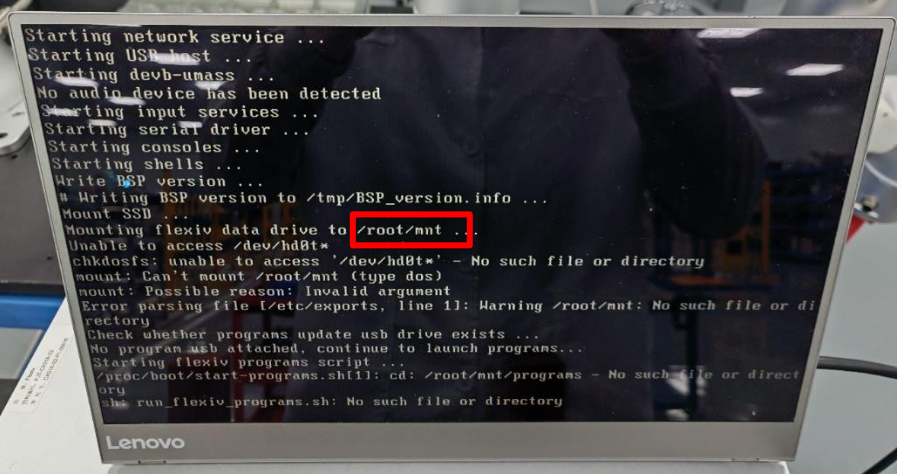 Starting network service ...
Starting USB host ...
Starting devb-umass ...
No audio device has been detected
Starting input services ...
Starting serial driver ...
Starting consoles ...
Starting shells ...
Write BSP version ...
# Writing BSP version to /tmp/BSP_version.info ...
Mount SSD ...
Mounting flexiv data drive to /root/mnt ...
Unable to access /dev/hd0t*
chkdosfs: unable to access '/dev/hd0t*' - No such file or directory
mount: Can't mount /root/mnt (type dos)
mount: Possible reason: Invalid argument
Error parsing file [/etc/exports, line 1]: Warning /root/mnt: No such file or di
rectory
Check whether programs update usb drive exists ...
No program usb attached, continue to launch programs...
Starting flexiv programs script ...
/proc/boot/start-programs.sh[1]: cd: /root/mnt/programs - No such file or direct
ory
sh: run_flexiv_programs.sh: No such file or directory
Lenovo